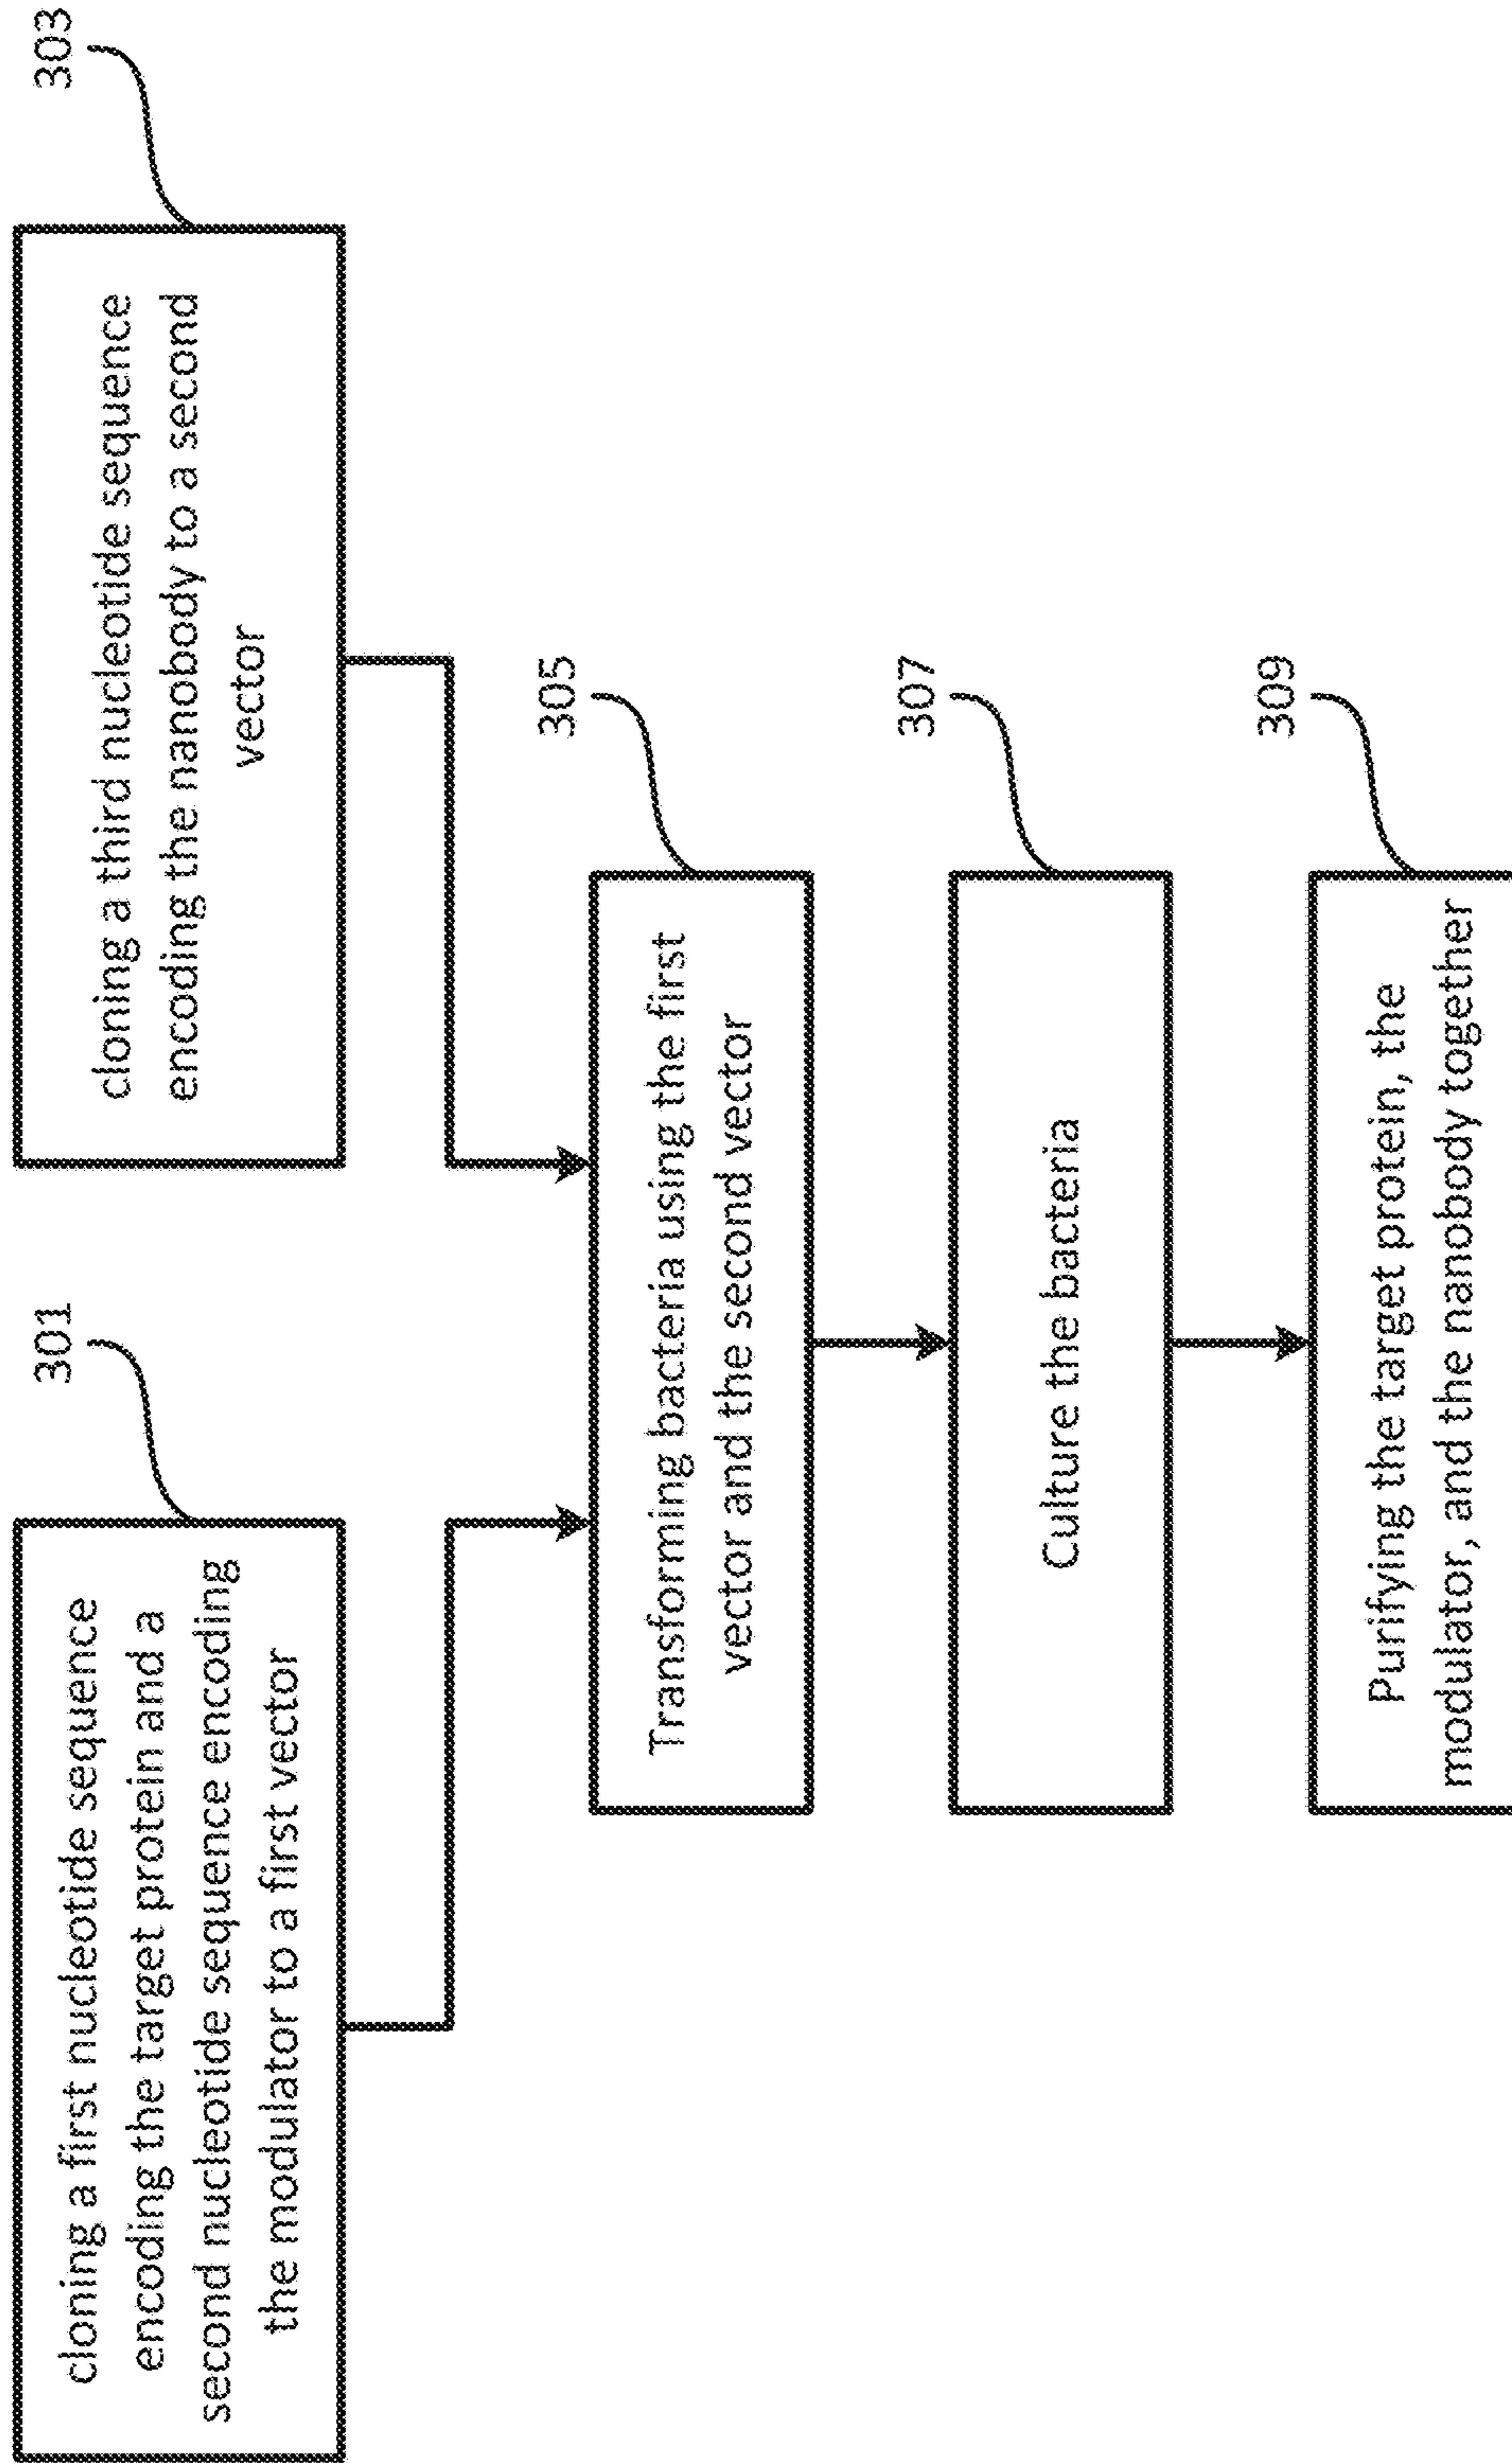 301
cloning a first nucleotide sequence
encoding the target protein and a
second nucleotide sequence encoding
the modulator to a first vector
303
cloning a third nucleotide sequence
encoding the nanobody to a second
vector
305
Transforming bacteria using the first
vector and the second vector
307
Culture the bacteria
309
Purifying the target protein, the
modulator, and the nanobody together